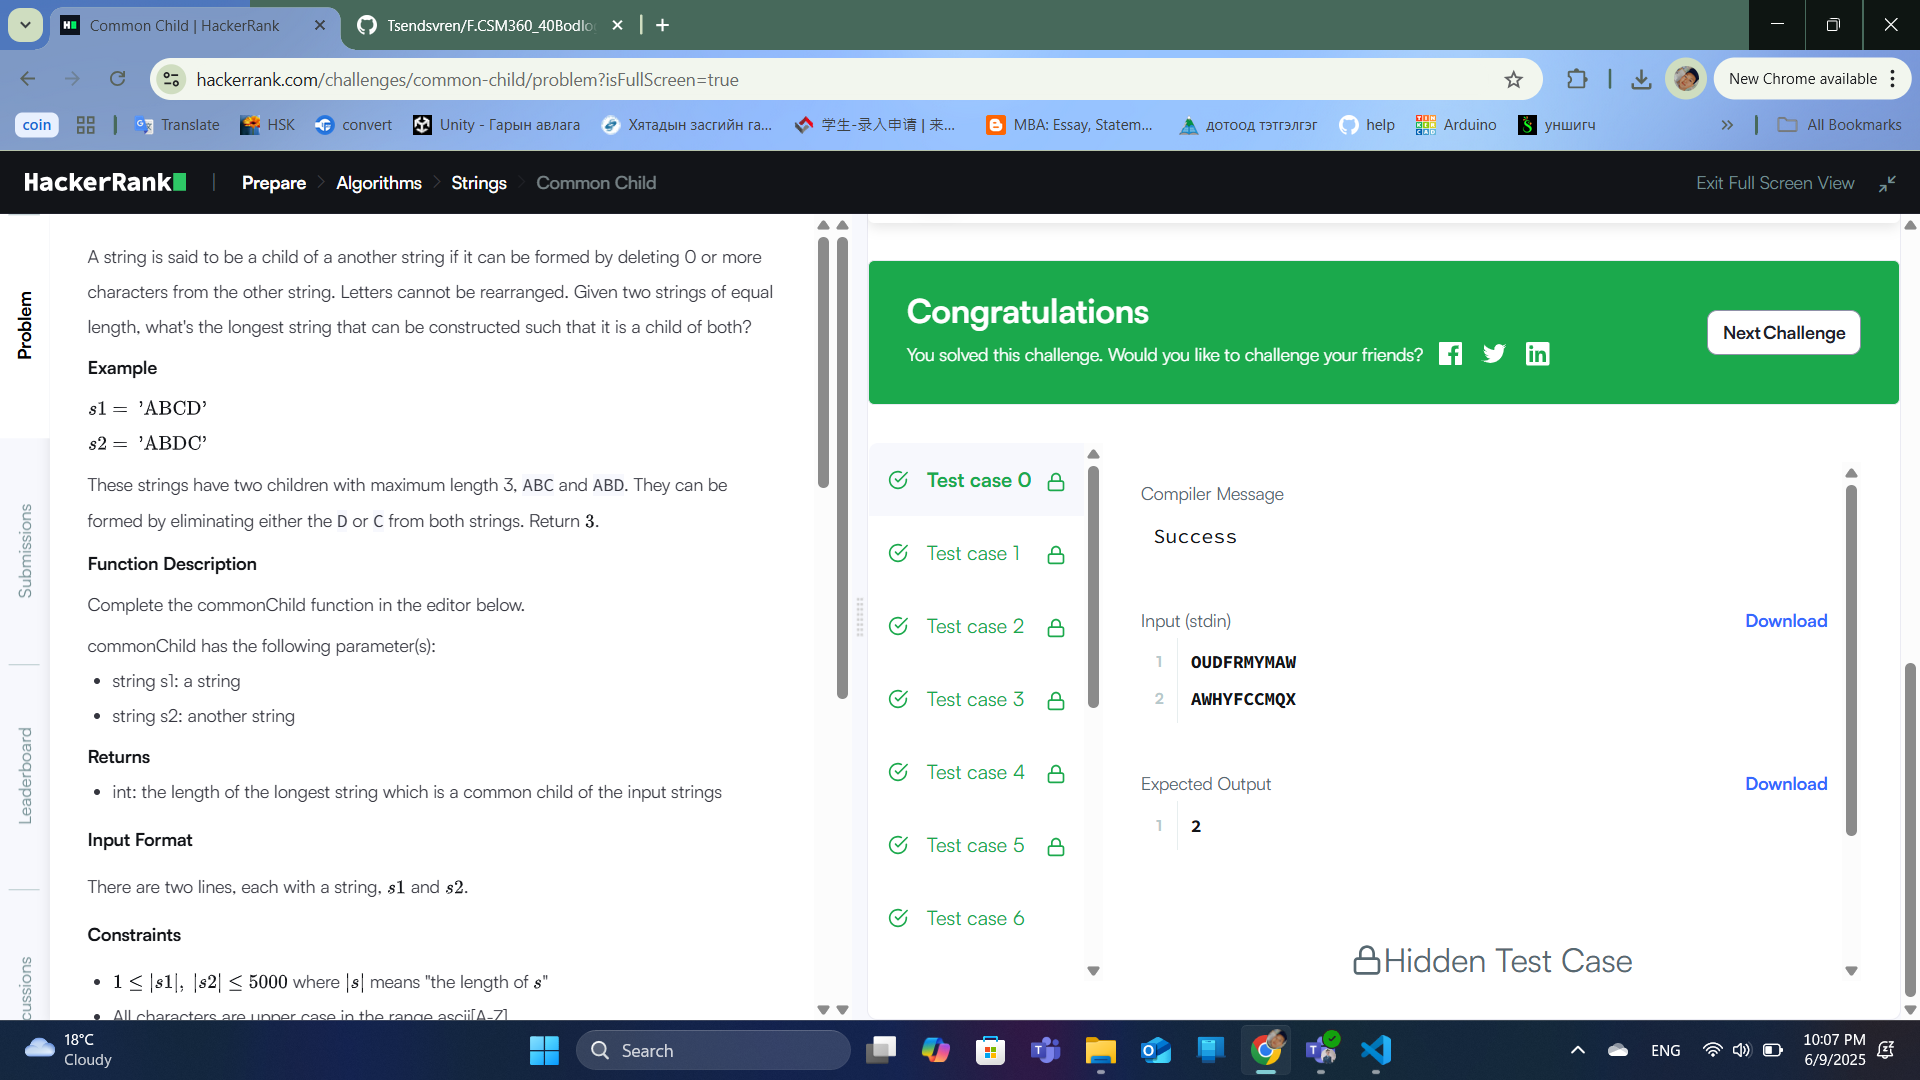 Common Child | HackerRank
Tsendsvren/F.CSM360_40Bodlo
hackerrank.com/challenges/common-child/problem?isFullScreen=true
New Chrome available
coin
Translate
HSK
convert
Unity - Гарын авлага
Хятадын засгийн га...
学生-录入申请 | 来...
MBA: Essay, Statem...
дотоод тэтгэлгэг
help
Arduino
уншигч
All Bookmarks
HackerRank
Prepare
Algorithms
Strings
Common Child
Exit Full Screen View
Problem
Submissions
Leaderboard
A string is said to be a child of a another string if it can be formed by deleting 0 or more
characters from the other string. Letters cannot be rearranged. Given two strings of equal
length, what's the longest string that can be constructed such that it is a child of both?
Example
s1 = 'ABCD'
s2 = 'ABDC'
These strings have two children with maximum length 3, ABC and ABD. They can be
formed by eliminating either the D or C from both strings. Return 3.
Function Description
Complete the commonChild function in the editor below.
commonChild has the following parameter(s):
• string s1: a string
• string s2: another string
Returns
• int: the length of the longest string which is a common child of the input strings
Input Format
There are two lines, each with a string, s1 and s2.
Constraints
• 1 ≤ |s1|, |s2| ≤ 5000 where |s| means "the length of s"
• All characters are upper case in the range ascii[A-Z]
Congratulations
You solved this challenge. Would you like to challenge your friends?
Next Challenge
Test case 0
Test case 1
Test case 2
Test case 3
Test case 4
Test case 5
Test case 6
Compiler Message
Success
Input (stdin)
Download
1 OUDFRMYMAW
2 AWHYFCCMQX
Expected Output
Download
1 2
Hidden Test Case
18°C
Cloudy
Search
ENG
10:07 PM
6/9/2025